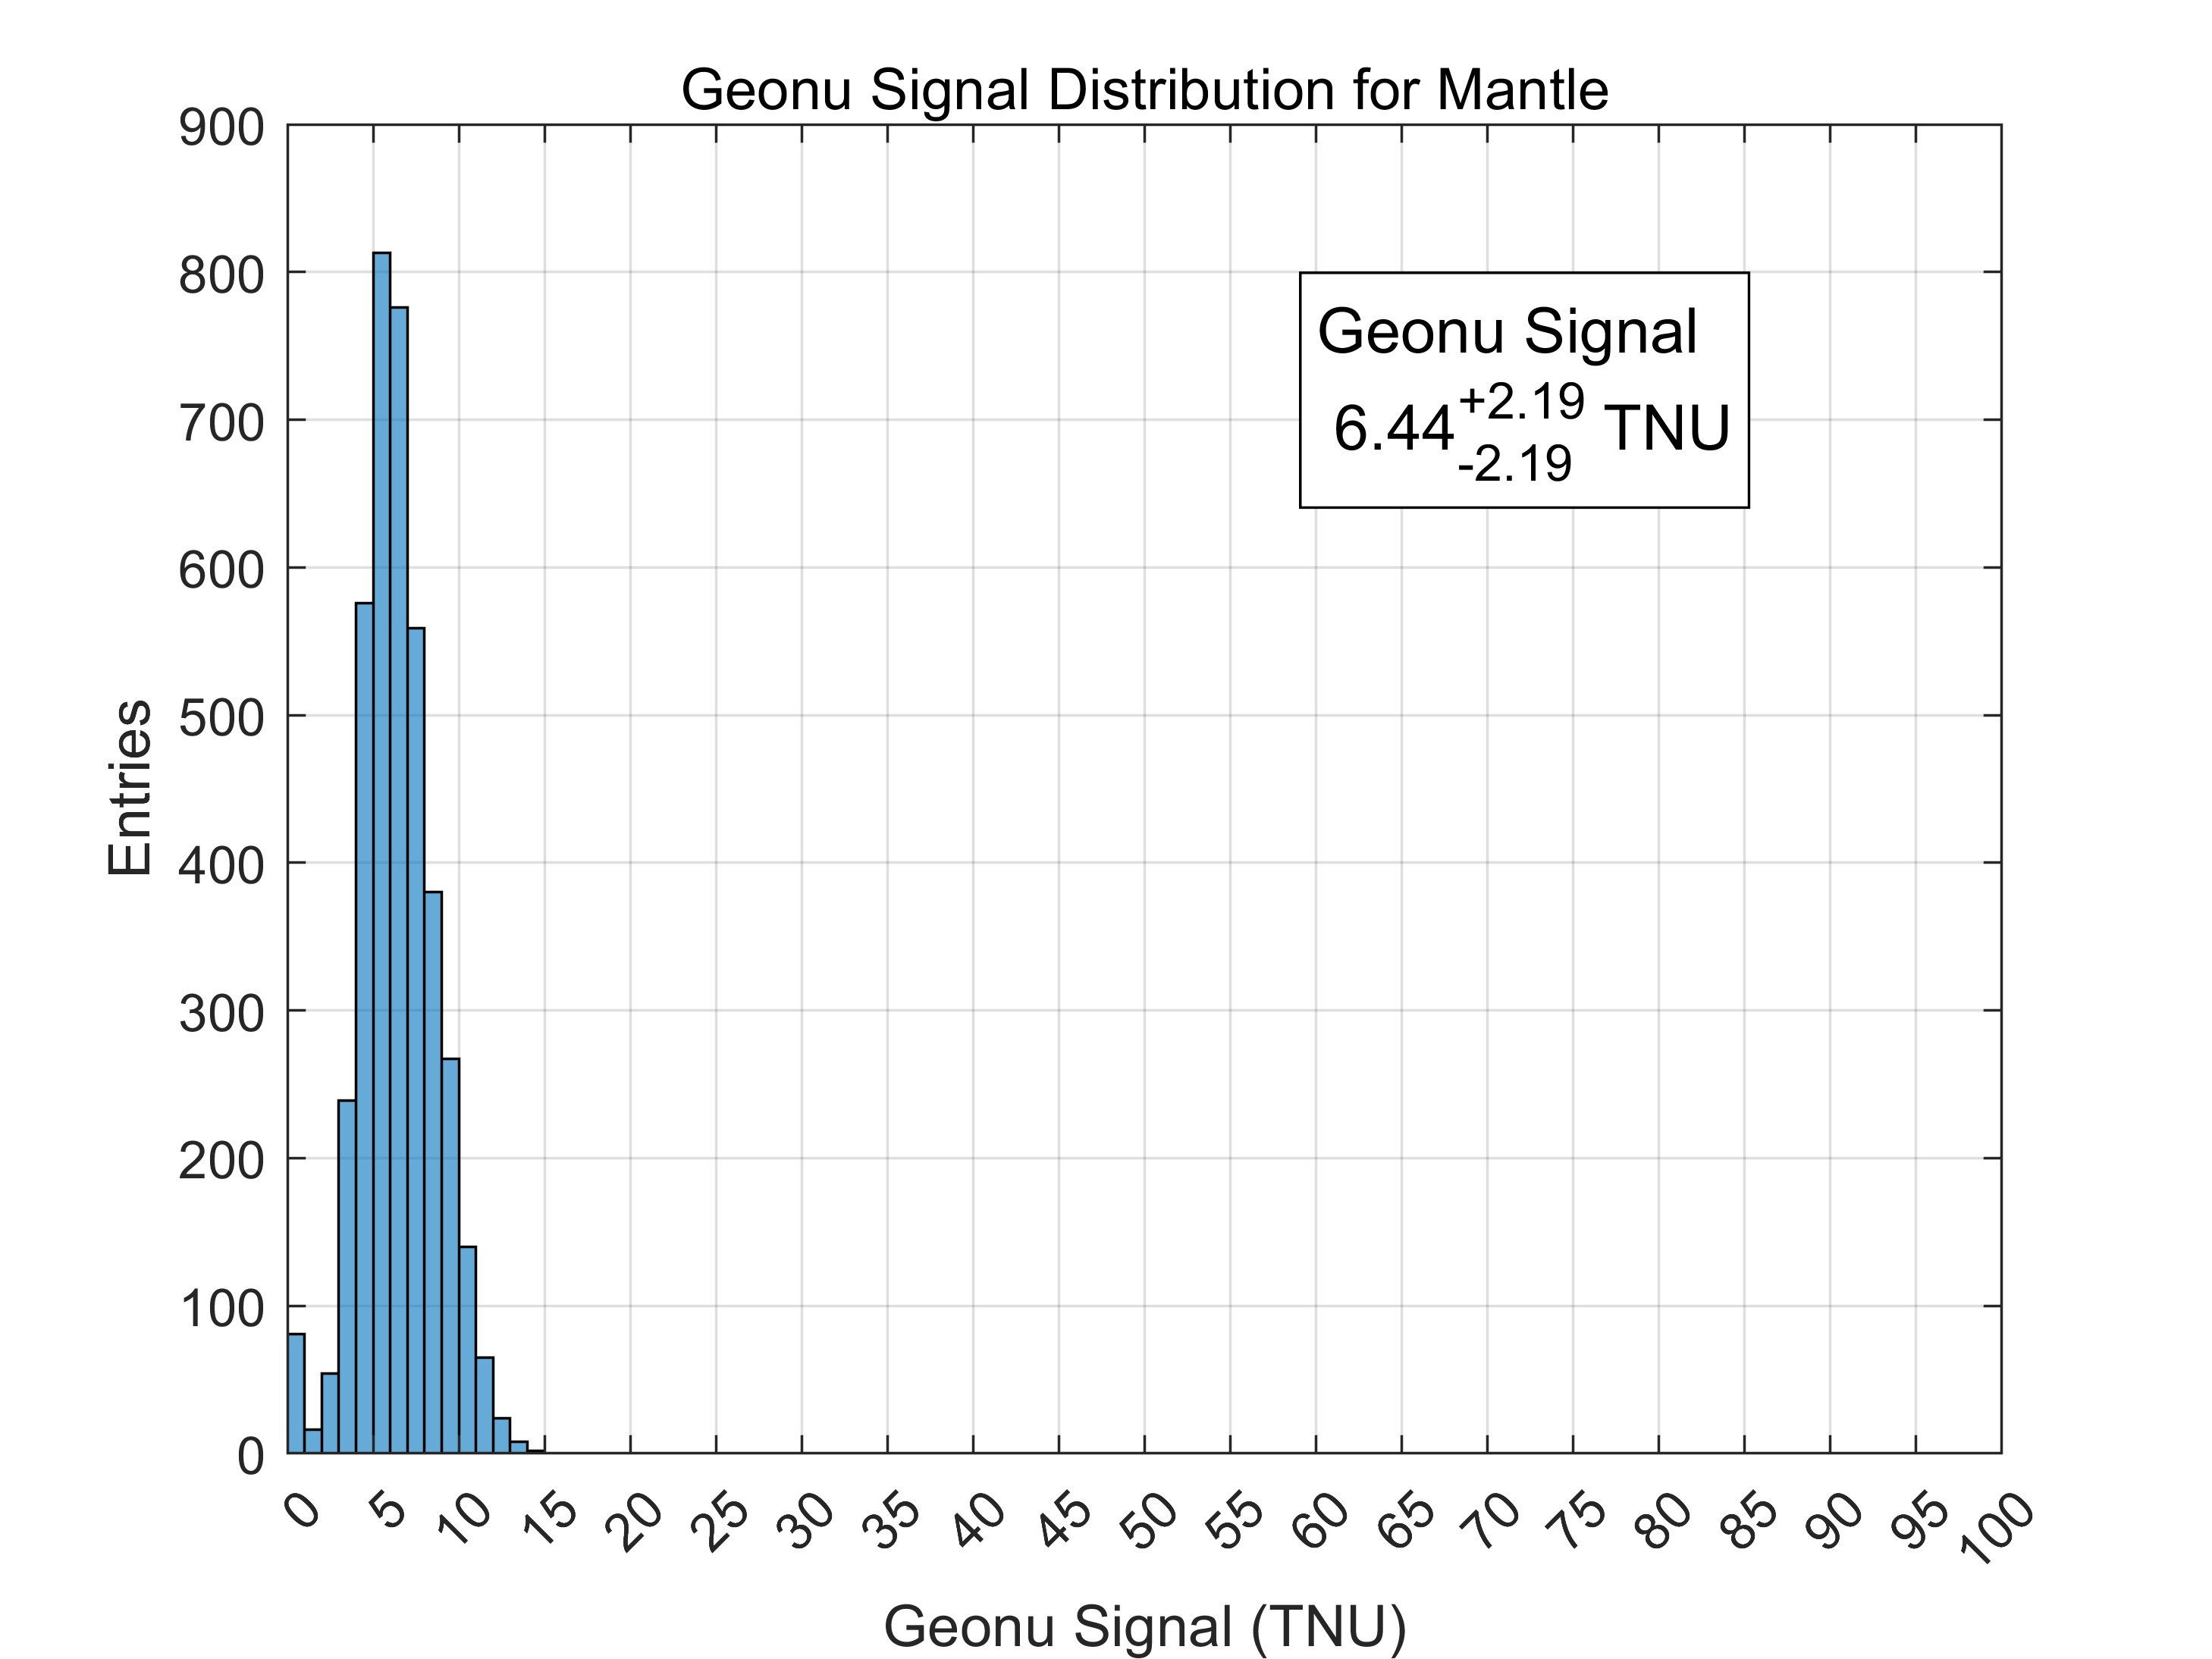 Geonu Signal Distribution for Mantle
900
800
700
600
500
400
300
200
100
0
Entries
Geonu Signal
6.44+2.19-2.19 TNU
0 5 10 15 20 25 30 35 40 45 50 55 60 65 70 75 80 85 90 95 100
Geonu Signal (TNU)